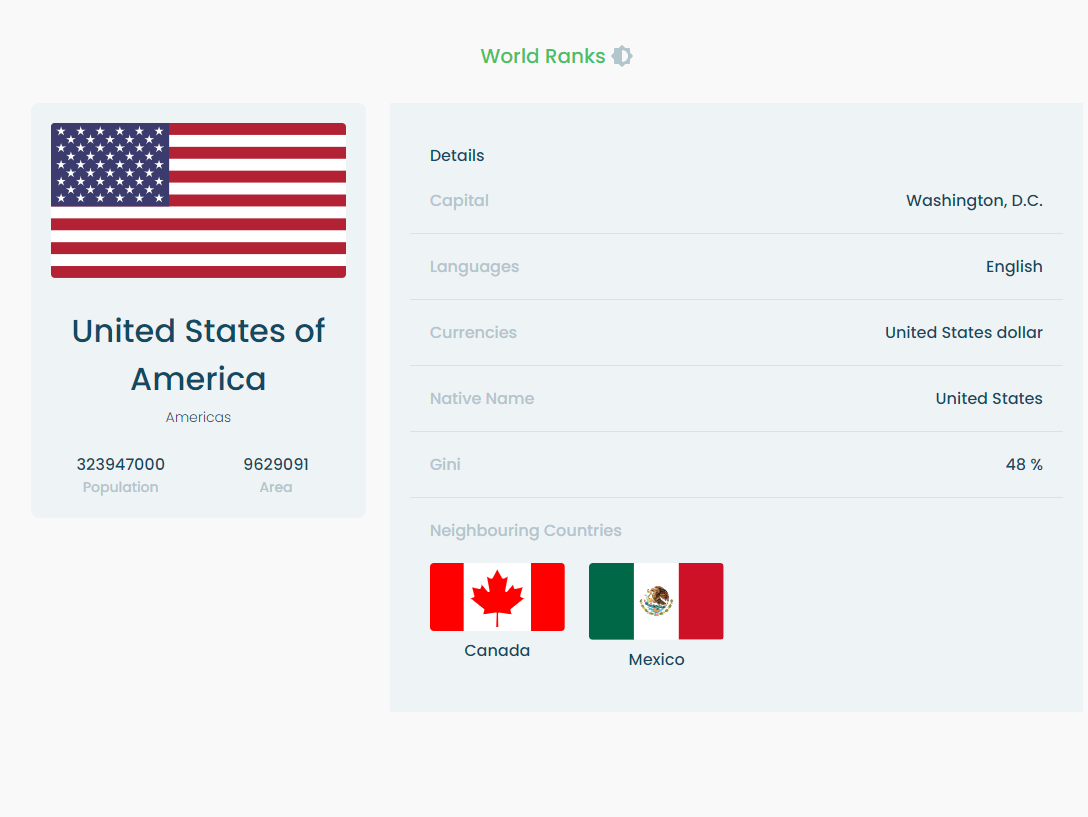 World Ranks
United States of
America
Americas
323947000 9629091
Population Area
Details
Capital Washington, D.C.
Languages English
Currencies United States dollar
Native Name United States
Gini 48 %
Neighbouring Countries
Canada
Mexico